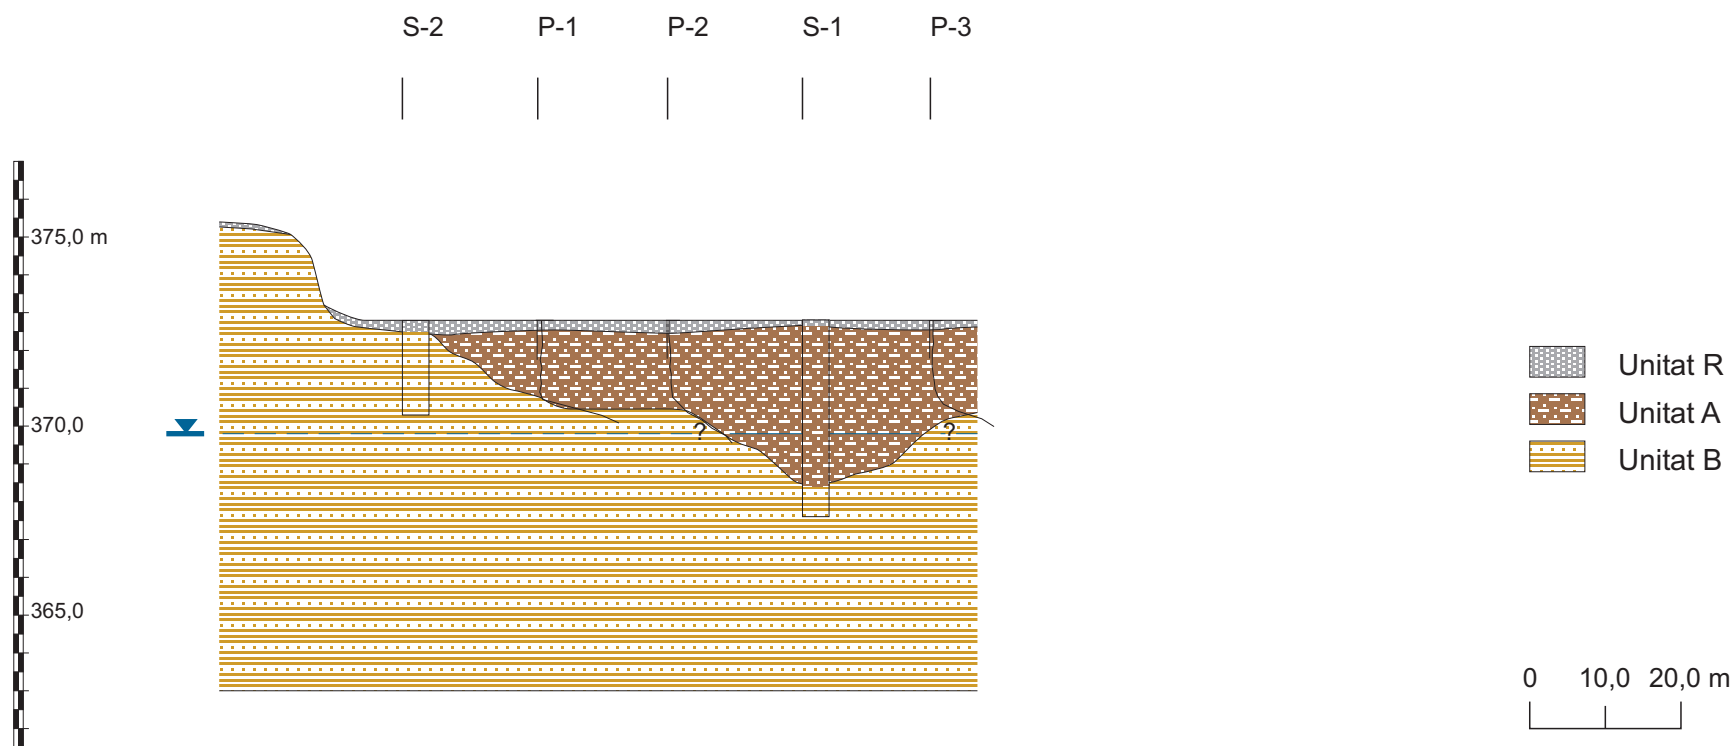 S-2 P-1 P-2 S-1 P-3
375,0 m
370,0
365,0
? ?
Unitat R
Unitat A
Unitat B
0 10,0 20,0 m